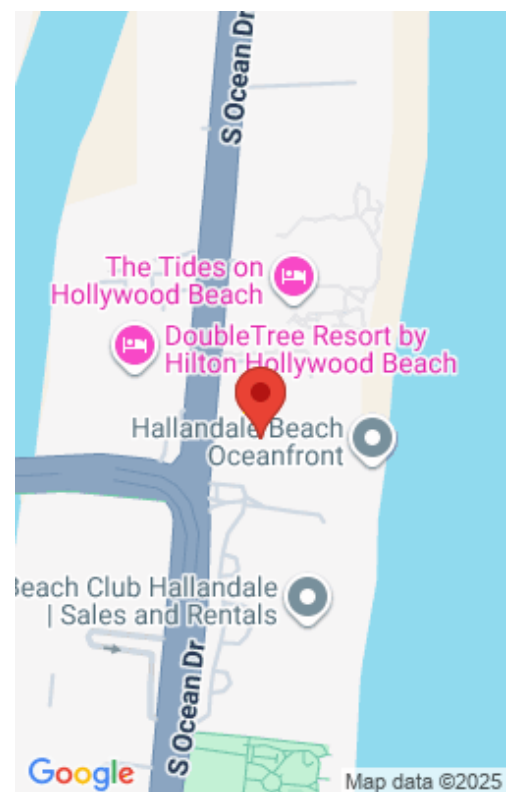 S Ocean Dr
The Tides on
Hollywood Beach
DoubleTree Resort by
Hilton Hollywood Beach
Hallandale Beach
Oceanfront
Beach Club Hallandale
| Sales and Rentals
S Ocean Dr
Google
Map data ©2025